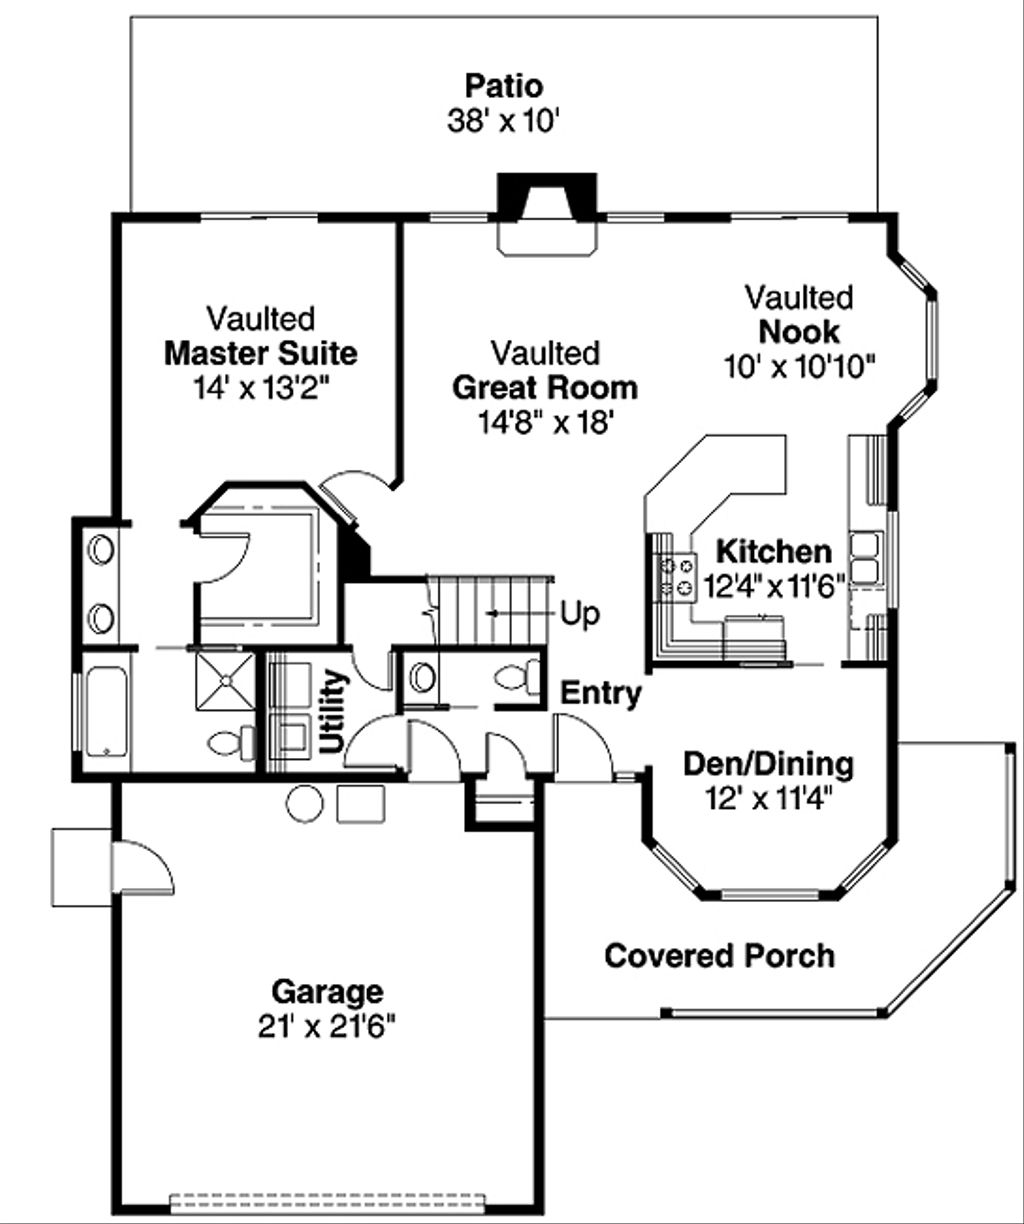 Patio
38' x 10'
Vaulted
Master Suite
14' x 13'2"
Vaulted
Great Room
14'8" x 18'
Vaulted
Nook
10' x 10'10"
Kitchen
12'4" x 11'6"
Up
Utility
Entry
Den/Dining
12' x 11'4"
Covered Porch
Garage
21' x 21'6"